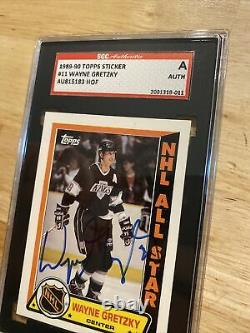 SGC Authentic
1989-90 TOPPS STICKER
#11 WAYNE GRETZKY
AU815183 HOF
A
AUTH
2001310-011
Topps
NHL ALL STAR
NHL
WAYNE GRETZKY
CENTER